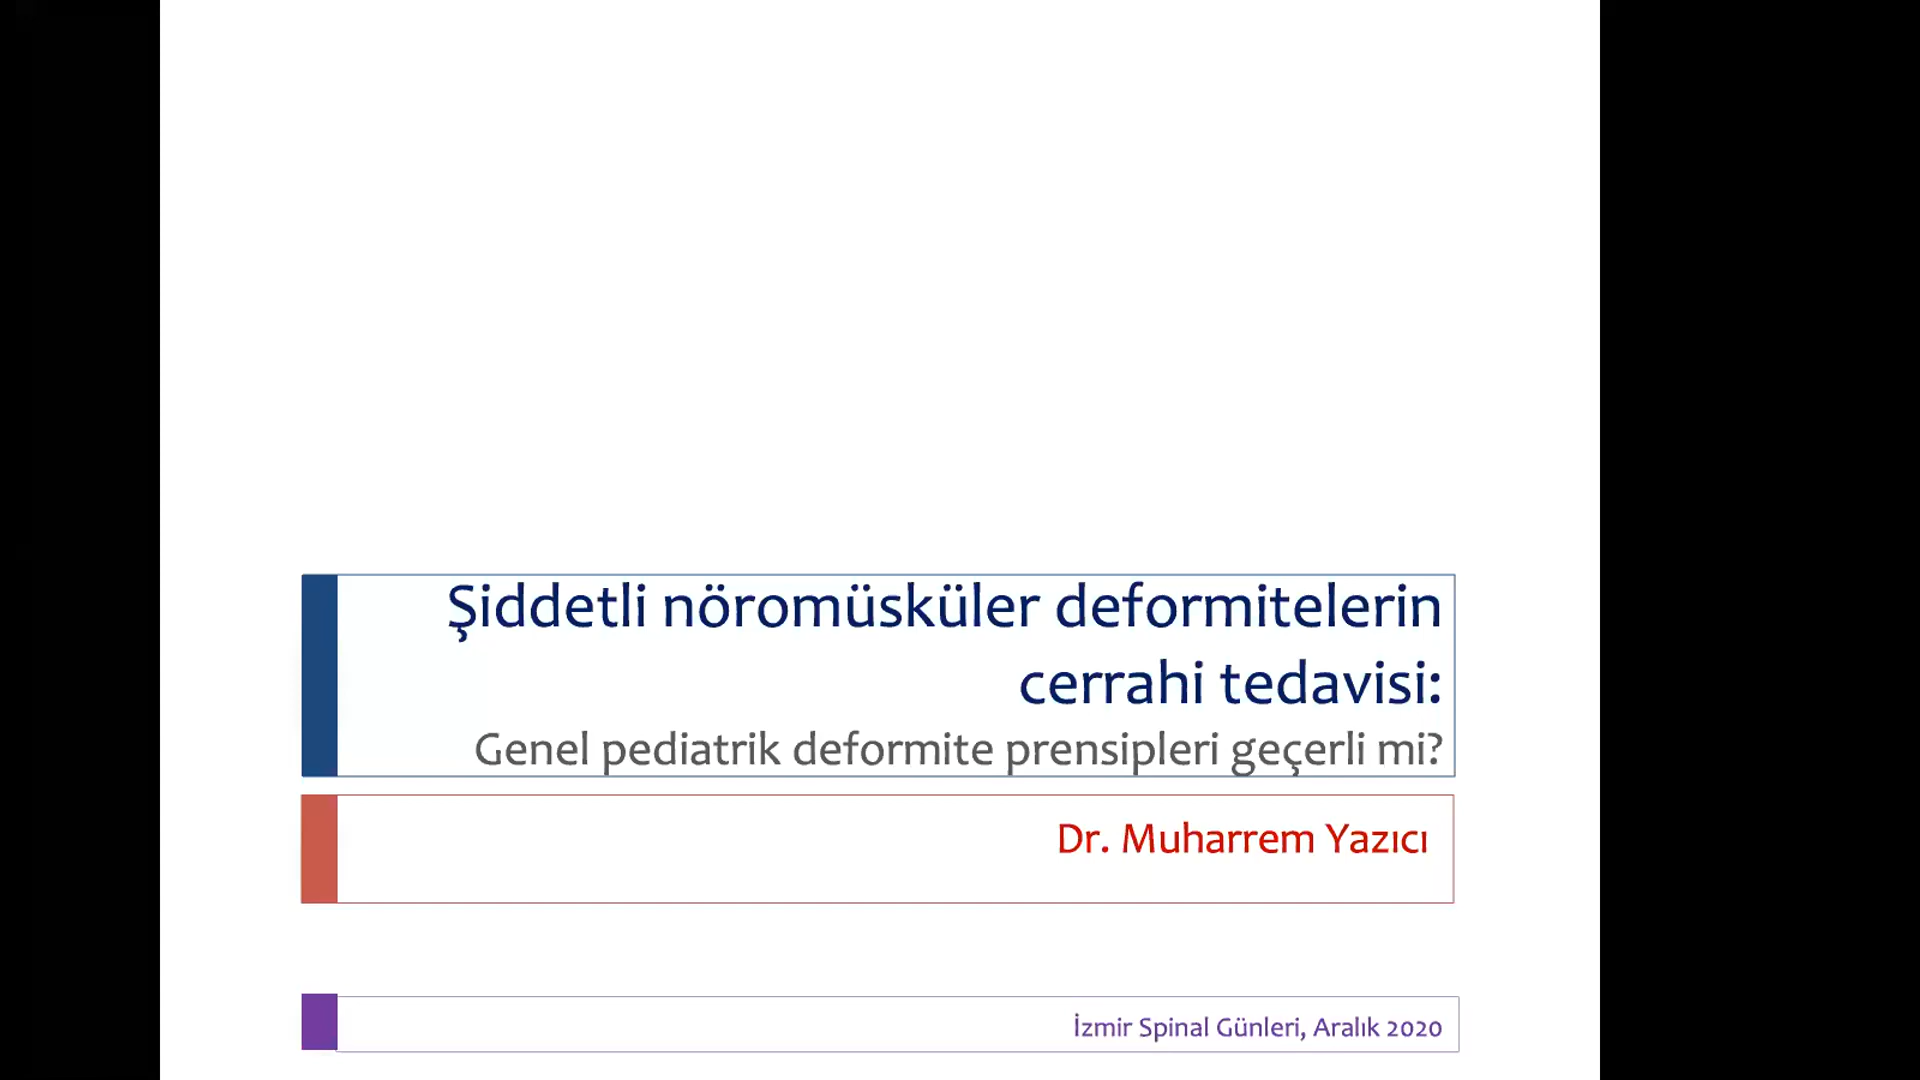 Şiddetli nöromüsküler deformitelerin
cerrahi tedavisi:
Genel pediatrik deformite prensipleri geçerli mi?
Dr. Muharrem Yazıcı
İzmir Spinal Günleri, Aralık 2020